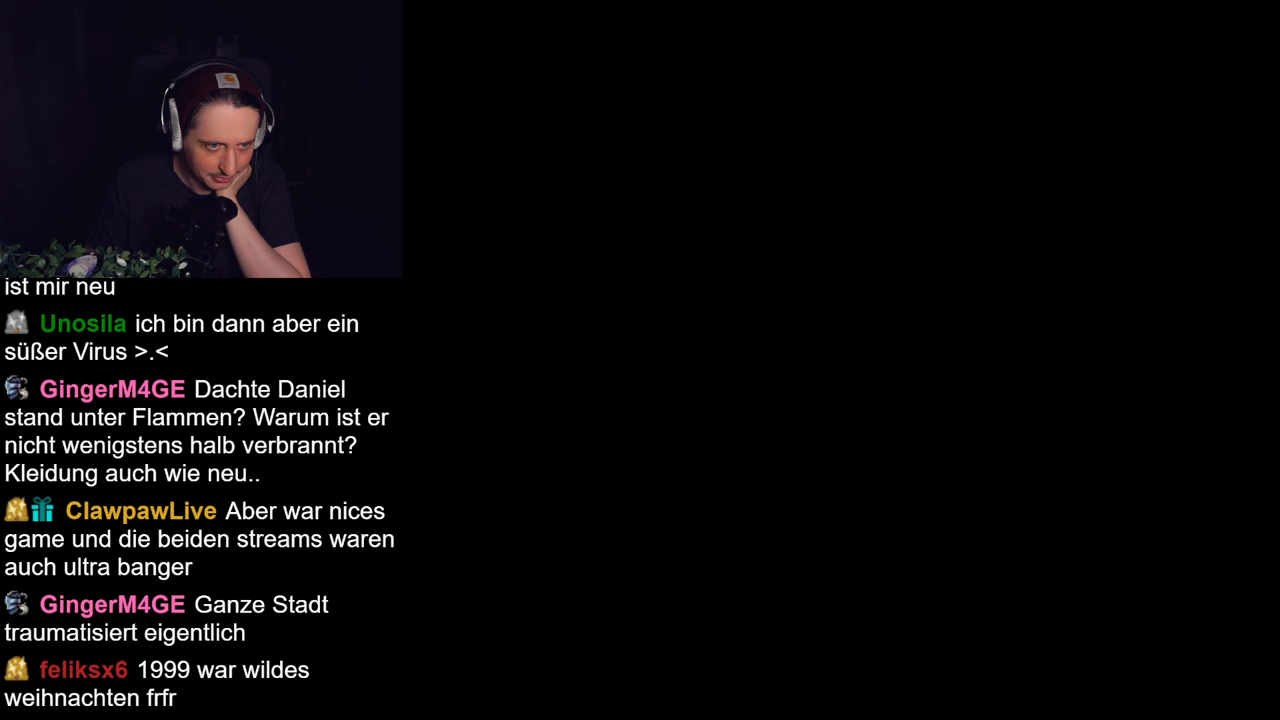 ist mir neu
Unosila ich bin dann aber ein
süßer Virus >.<
GingerM4GE Dachte Daniel
stand unter Flammen? Warum ist er
nicht wenigstens halb verbrannt?
Kleidung auch wie neu..
ClawpawLive Aber war nices
game und die beiden streams waren
auch ultra banger
GingerM4GE Ganze Stadt
traumatisiert eigentlich
feliksx6 1999 war wildes
weihnachten frfr